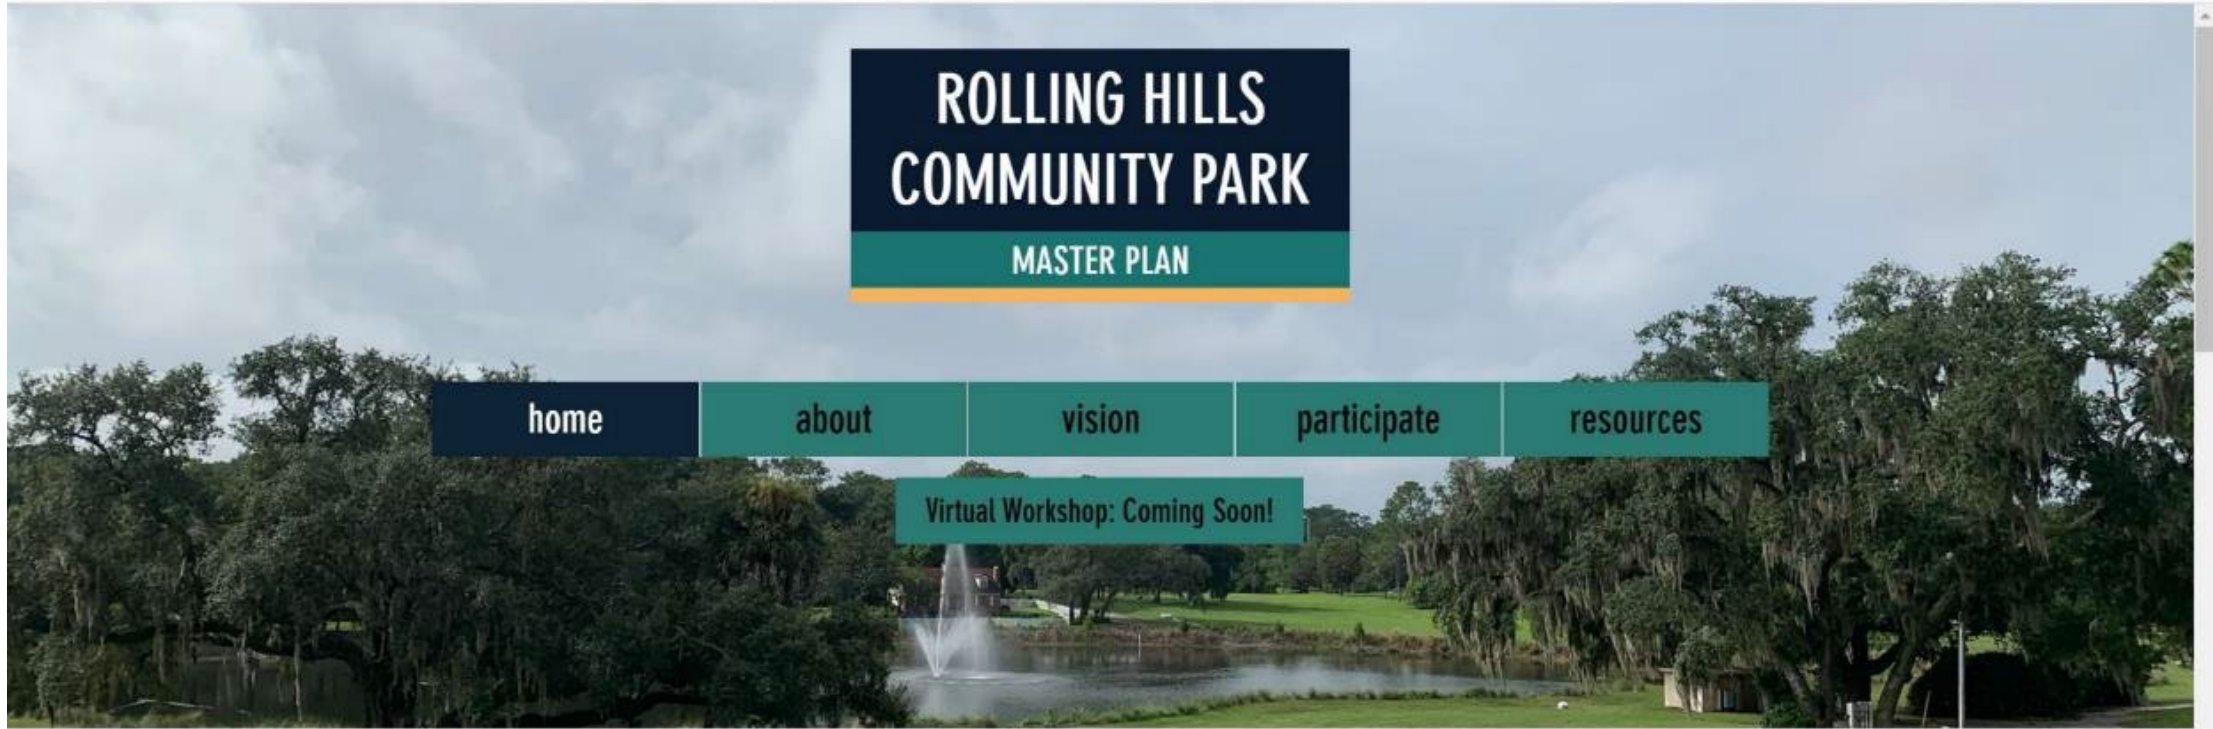 ROLLING HILLS
COMMUNITY PARK
MASTER PLAN
home about vision participate resources
Virtual Workshop: Coming Soon!